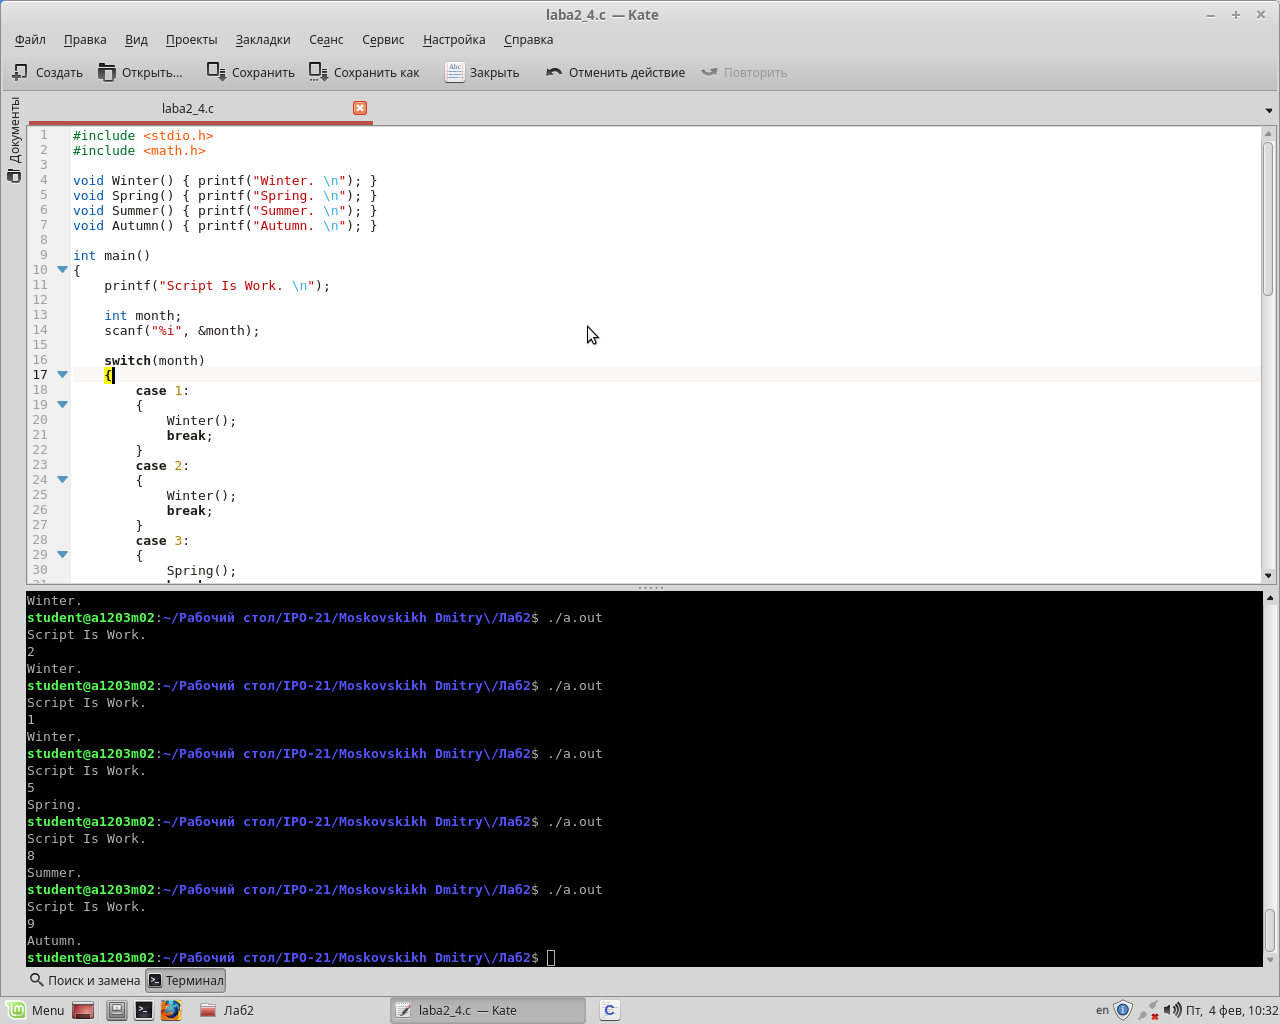 laba2_4.c — Kate
Файл Правка Вид Проекты Закладки Сеанс Сервис Настройка Справка
Создать Открыть... Сохранить Сохранить как Abc Закрыть Отменить действие Повторить
Документы
laba2_4.c
1 #include <stdio.h>
2 #include <math.h>
3
4 void Winter() { printf("Winter. \n"); }
5 void Spring() { printf("Spring. \n"); }
6 void Summer() { printf("Summer. \n"); }
7 void Autumn() { printf("Autumn. \n"); }
8
9 int main()
10 {
11     printf("Script Is Work. \n");
12
13     int month;
14     scanf("%i", &month);
15
16     switch(month)
17     {
18         case 1:
19         {
20             Winter();
21             break;
22         }
23         case 2:
24         {
25             Winter();
26             break;
27         }
28         case 3:
29         {
30             Spring();
Winter.
student@a1203m02:~/Рабочий стол/IPO-21/Moskovskikh Dmitry\/Лаб2$ ./a.out
Script Is Work.
2
Winter.
student@a1203m02:~/Рабочий стол/IPO-21/Moskovskikh Dmitry\/Лаб2$ ./a.out
Script Is Work.
1
Winter.
student@a1203m02:~/Рабочий стол/IPO-21/Moskovskikh Dmitry\/Лаб2$ ./a.out
Script Is Work.
5
Spring.
student@a1203m02:~/Рабочий стол/IPO-21/Moskovskikh Dmitry\/Лаб2$ ./a.out
Script Is Work.
8
Summer.
student@a1203m02:~/Рабочий стол/IPO-21/Moskovskikh Dmitry\/Лаб2$ ./a.out
Script Is Work.
9
Autumn.
student@a1203m02:~/Рабочий стол/IPO-21/Moskovskikh Dmitry\/Лаб2$
Поиск и замена Терминал
Menu Лаб2 laba2_4.c — Kate C en Пт, 4 фев, 10:32